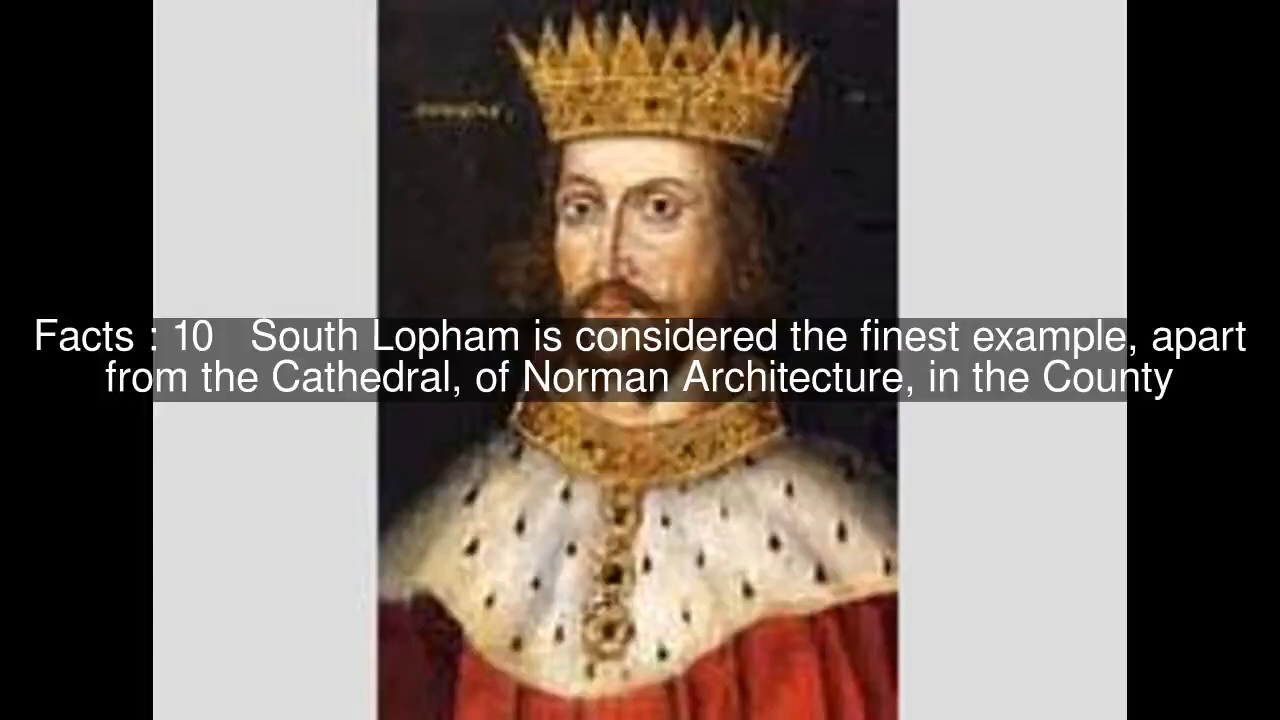 Facts : 10 South Lopham is considered the finest example, apart
from the Cathedral, of Norman Architecture, in the County